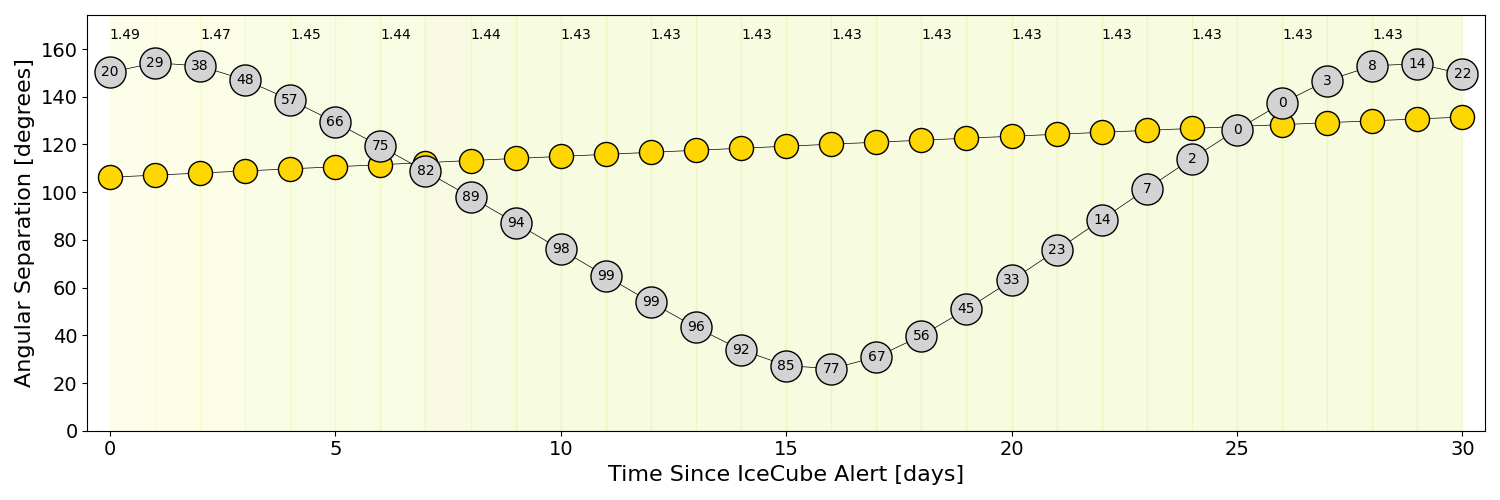 1.49 1.47 1.45 1.44 1.44 1.43 1.43 1.43 1.43 1.43 1.43 1.43 1.43 1.43 1.43
Angular Separation [degrees]
160
140
120
100
80
60
40
20
0
20 29 38 48 57 66 75 82 89 94 98 99 99 96 92 85 77 67 56 45 33 23 14 7 2 0 0 3 8 14 22
0 5 10 15 20 25 30
Time Since IceCube Alert [days]